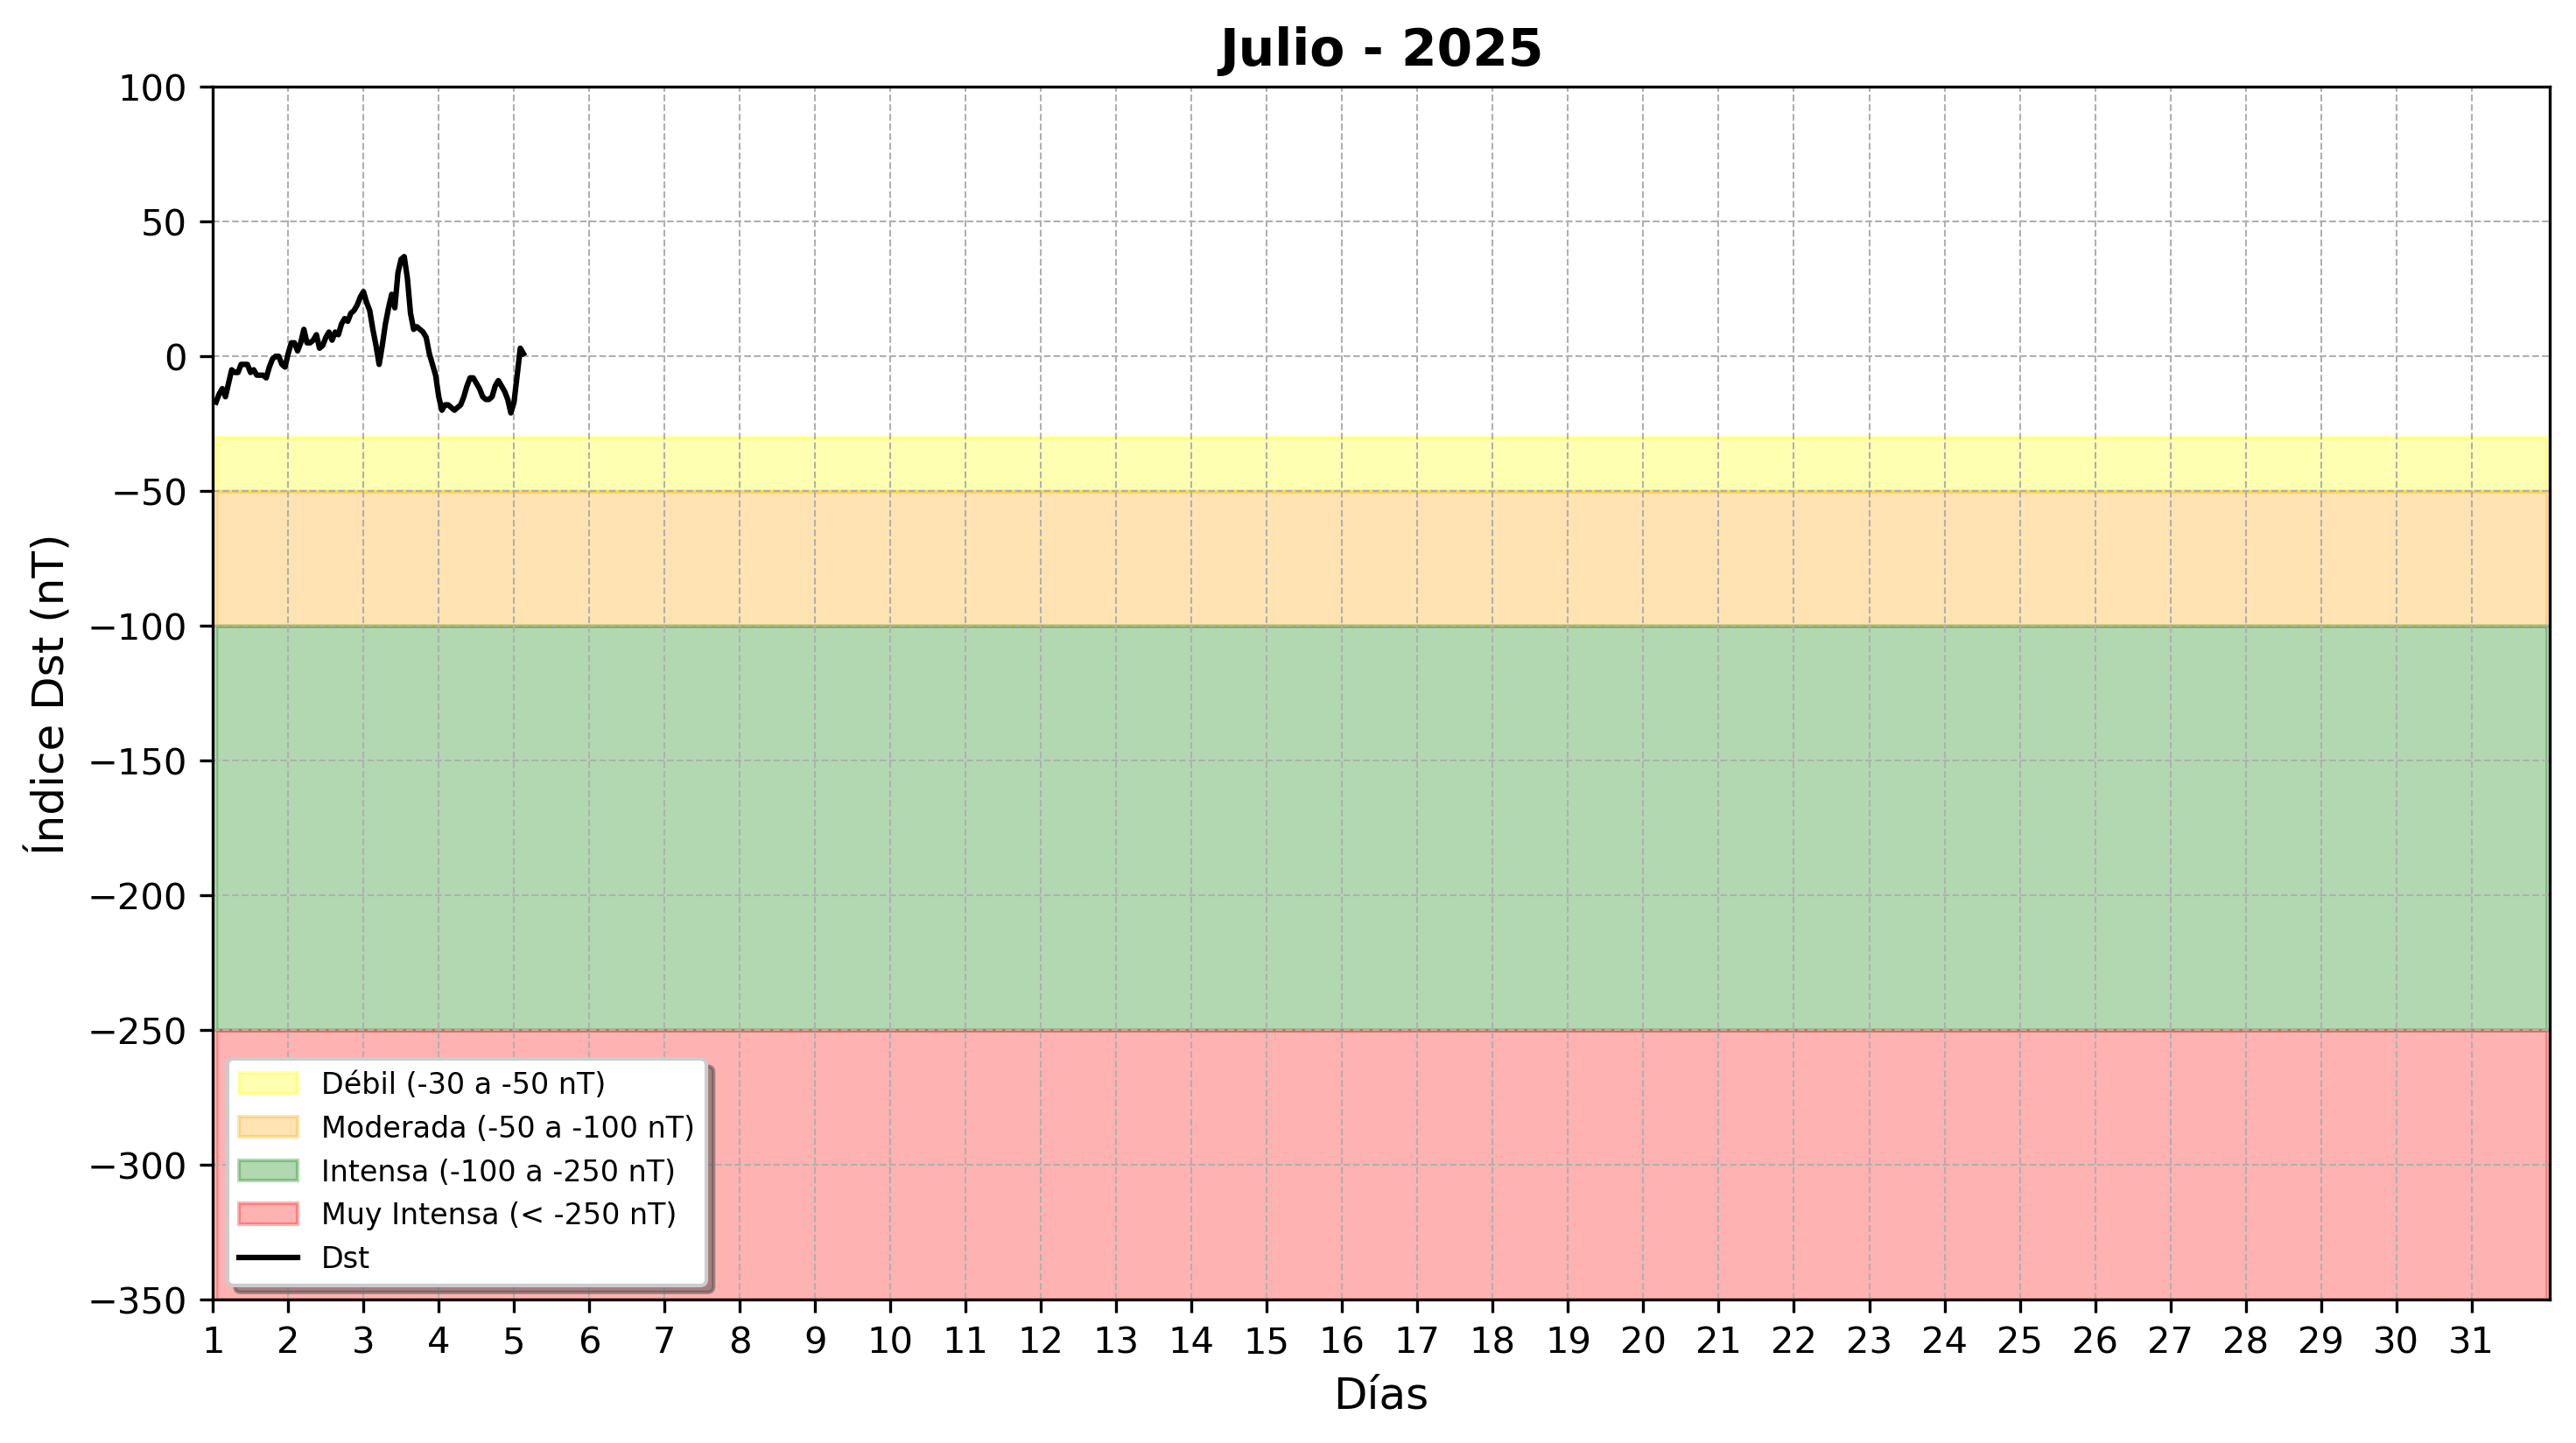 Julio - 2025
100
50
0
−50
−100
−150
−200
−250
−300
−350
Índice Dst (nT)
Débil (-30 a -50 nT)
Moderada (-50 a -100 nT)
Intensa (-100 a -250 nT)
Muy Intensa (< -250 nT)
Dst
1 2 3 4 5 6 7 8 9 10 11 12 13 14 15 16 17 18 19 20 21 22 23 24 25 26 27 28 29 30 31
Días